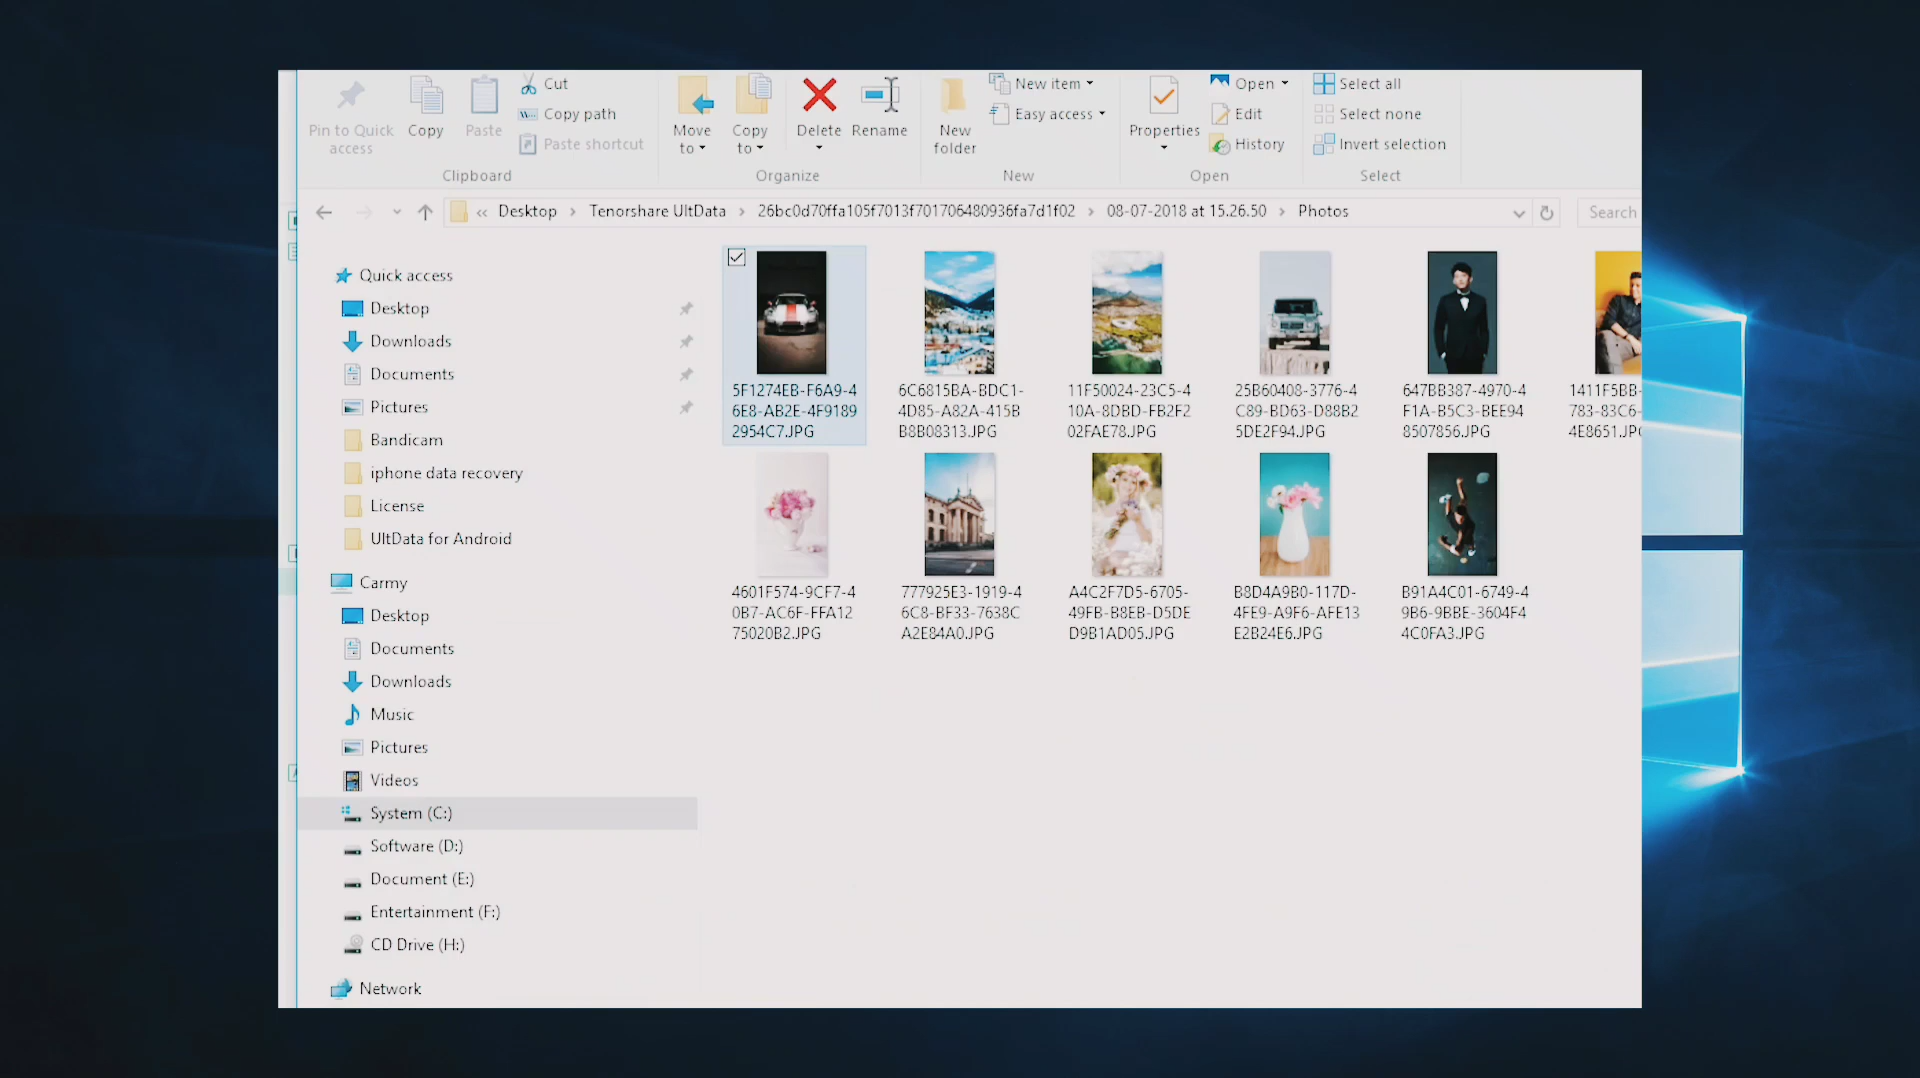 Pin to Quick
access
Copy
Paste
Cut
Copy path
Paste shortcut
Clipboard
Move
to
Copy
to
Delete
Rename
Organize
New
folder
New item
Easy access
New
Properties
Open
Edit
History
Open
Select all
Select none
Invert selection
Select
« Desktop > Tenorshare UltData > 26bc0d70ffa105f7013f701706480936fa7d1f02 > 08-07-2018 at 15.26.50 > Photos
Search
Quick access
Desktop
Downloads
Documents
Pictures
Bandicam
iphone data recovery
License
UltData for Android
Carmy
Desktop
Documents
Downloads
Music
Pictures
Videos
System (C:)
Software (D:)
Document (E:)
Entertainment (F:)
CD Drive (H:)
Network
5F1274EB-F6A9-4
6E8-AB2E-4F9189
2954C7.JPG
6C6815BA-BDC1-
4D85-A82A-415B
B8B08313.JPG
11F50024-23C5-4
10A-8DBD-FB2F2
02FAE78.JPG
25B60408-3776-4
C89-BD63-D88B2
5DE2F94.JPG
647BB387-4970-4
F1A-B5C3-BEE94
8507856.JPG
1411F5BB-
783-83C6-
4E8651.JPG
4601F574-9CF7-4
0B7-AC6F-FFA12
75020B2.JPG
777925E3-1919-4
6C8-BF33-7638C
A2E84A0.JPG
A4C2F7D5-6705-
49FB-B8EB-D5DE
D9B1AD05.JPG
B8D4A9B0-117D-
4FE9-A9F6-AFE13
E2B24E6.JPG
B91A4C01-6749-4
9B6-9BBE-3604F4
4C0FA3.JPG